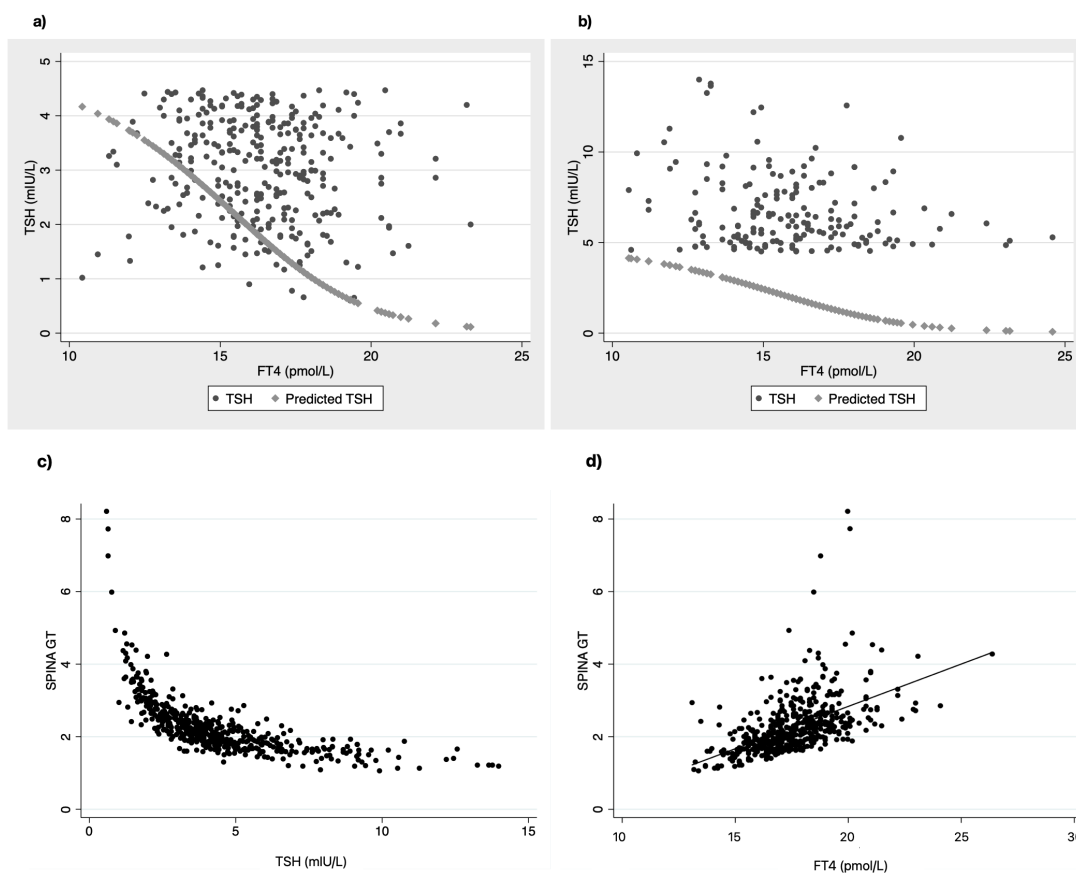 a)
5
4
3
2
1
0
TSH (mIU/L)
10 15 20 25
FT4 (pmol/L)
TSH Predicted TSH
b)
15
10
5
0
TSH (mIU/L)
10 15 20 25
FT4 (pmol/L)
TSH Predicted TSH
c)
8
6
4
2
0
SPINA GT
0 5 10 15
TSH (mIU/L)
d)
8
6
4
2
0
SPINA GT
10 15 20 25
FT4 (pmol/L)